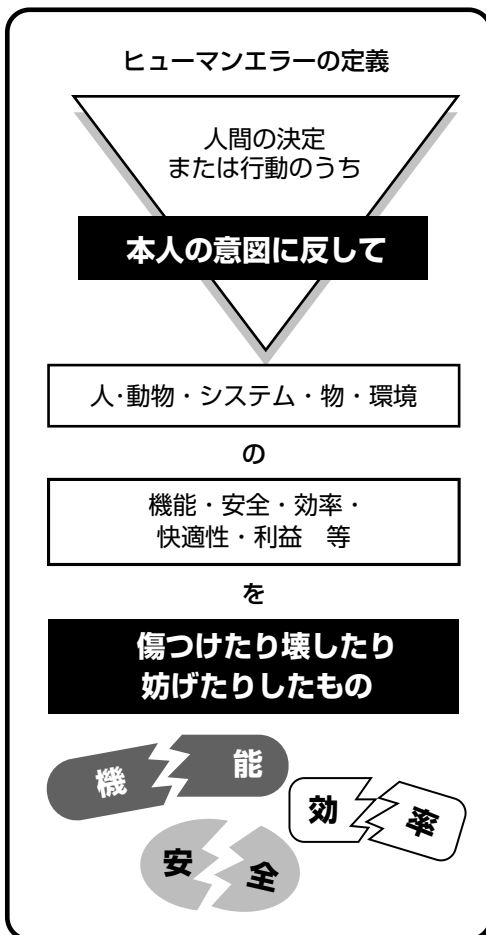 ヒューマンエラーの定義
人間の決定
または行動のうち
本人の意図に反して
人・動物・システム・物・環境
の
機能・安全・効率・
快適性・利益　等
を
傷つけたり壊したり
妨げたりしたもの
機能
効率
安全